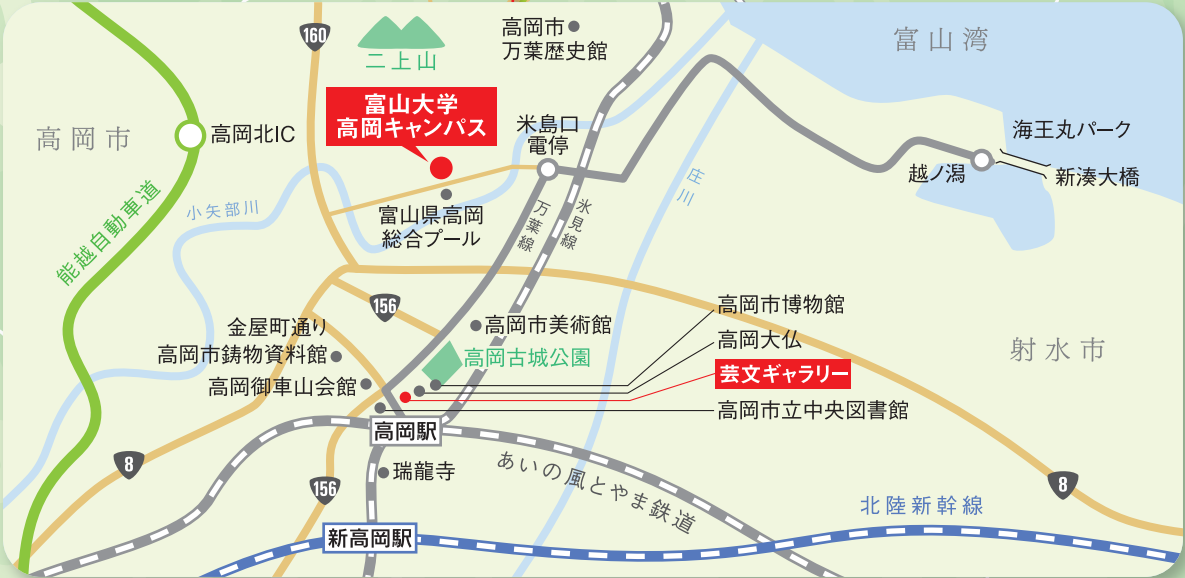 160
二上山
高岡市
万葉歴史館
富山湾
富山大学
高岡キャンパス
高岡市
高岡北IC
米島口
電停
海王丸パーク
越ノ潟
新湊大橋
庄川
小矢部川
富山県高岡
総合プール
万葉線
氷見線
能越自動車道
156
高岡市博物館
金屋町通り
高岡市美術館
高岡大仏
高岡市鋳物資料館
高岡古城公園
射水市
芸文ギャラリー
高岡御車山会館
高岡市立中央図書館
高岡駅
8
瑞龍寺
あいの風とやま鉄道
156
8
北陸新幹線
新高岡駅